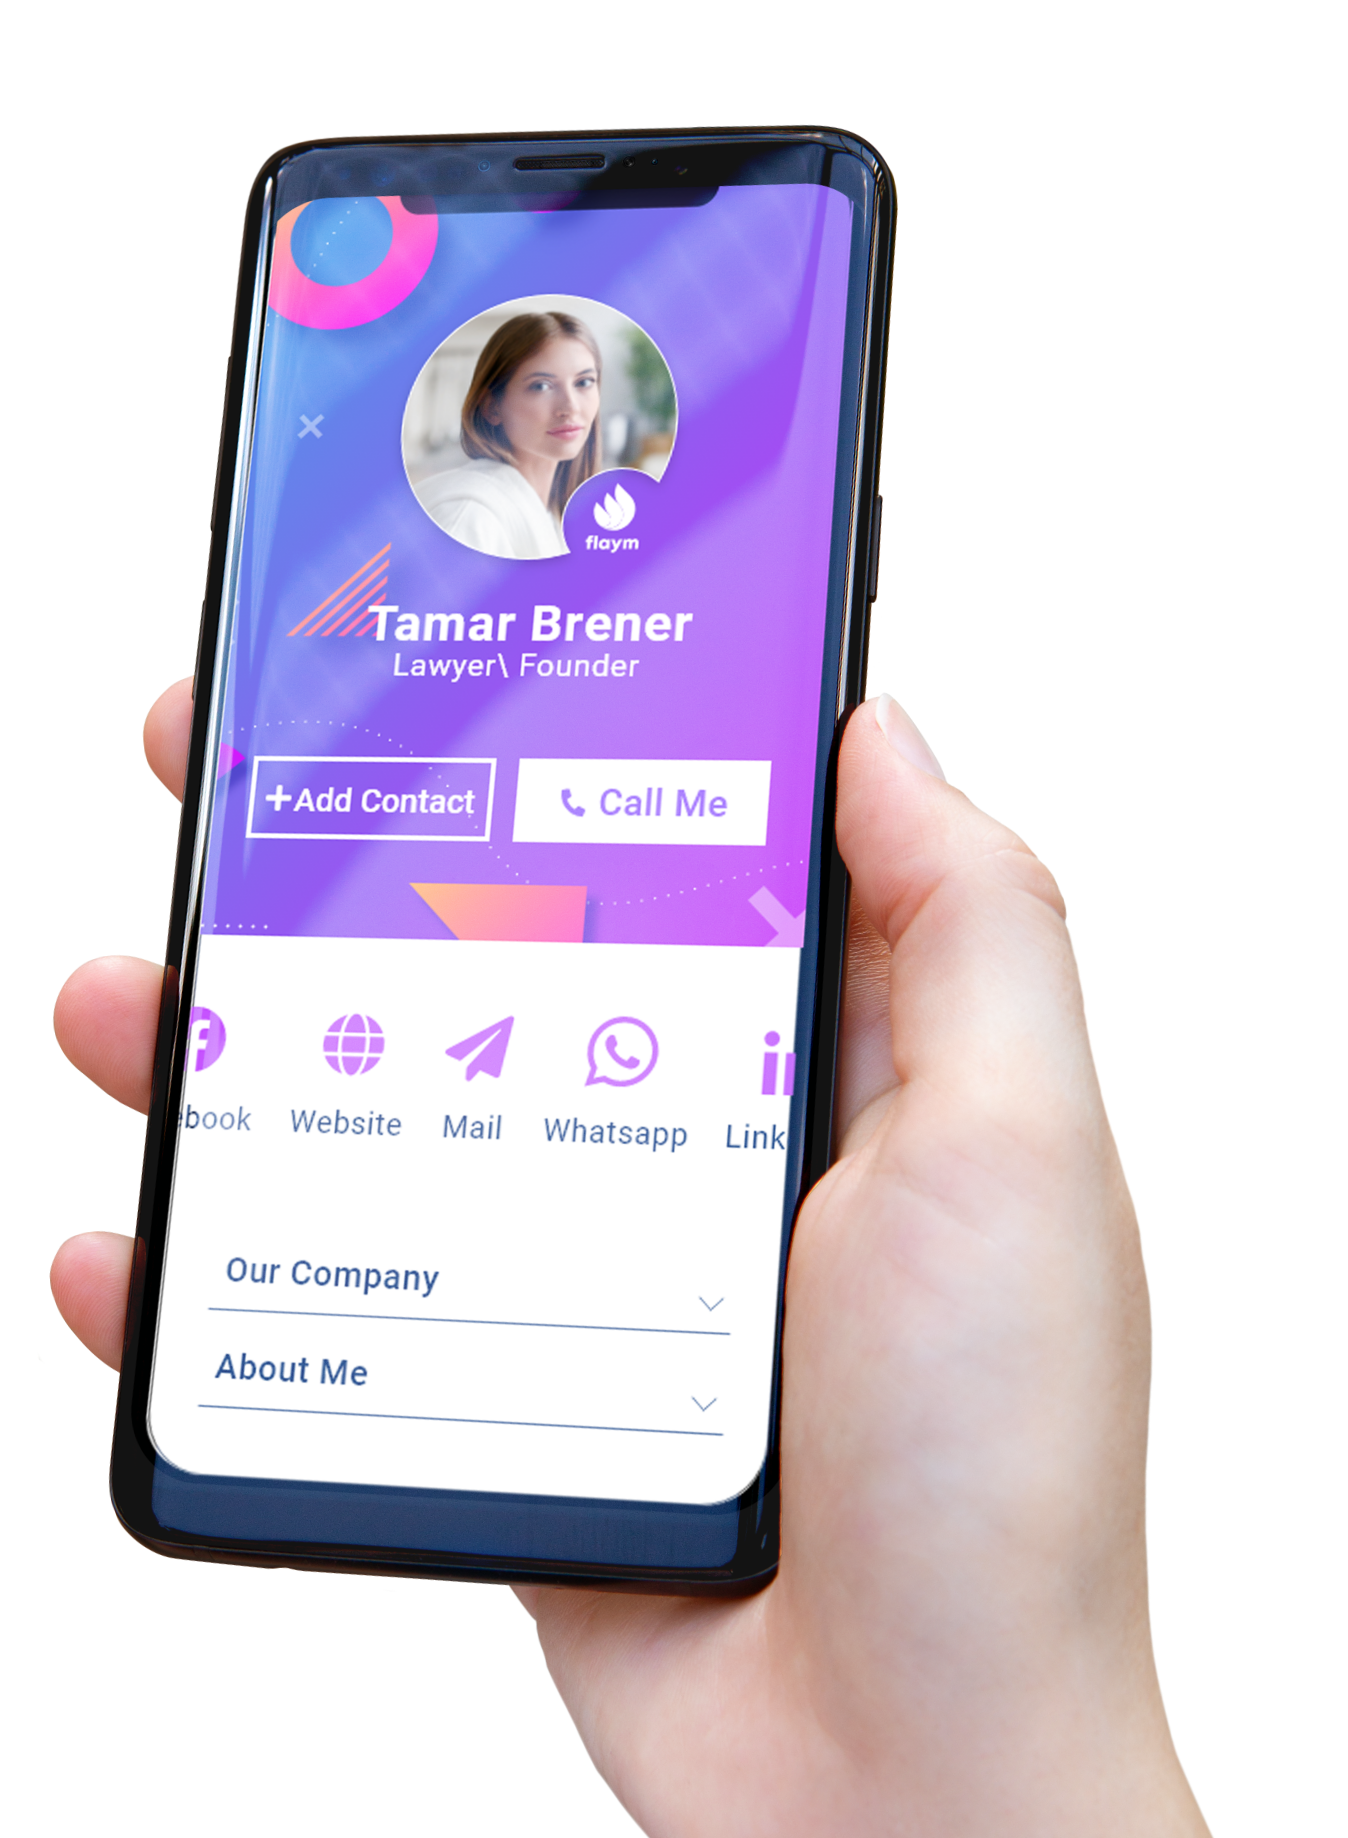 flaym
Tamar Brener
Lawyer\ Founder
+Add Contact
Call Me
ebook Website Mail Whatsapp Link
Our Company
About Me